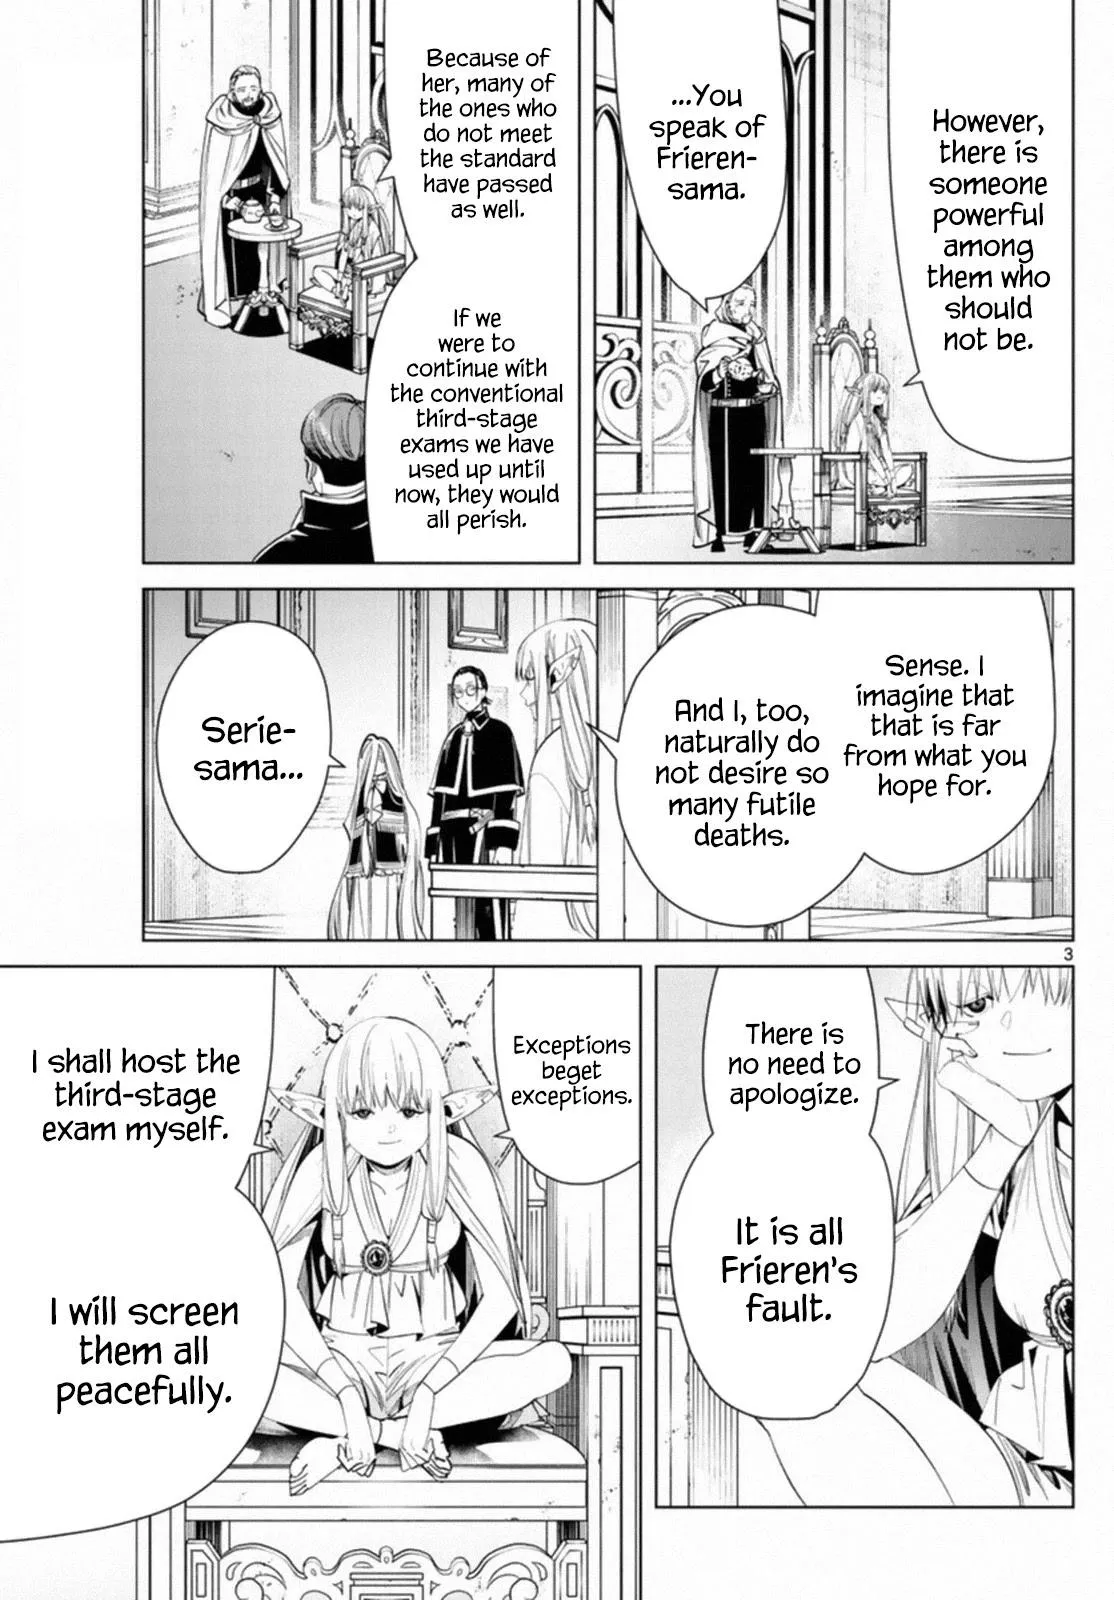 However,
there is
someone
powerful
among
them who
should
not be.
...You
speak of
Frieren-
sama.
Because of
her, many of
the ones who
do not meet
the standard
have passed
as well.
If we
were to
continue with
the conventional
third-stage
exams we have
used up until
now, they would
all perish.
Sense. I
imagine that
that is far
from what you
hope for.
And I, too,
naturally do
not desire so
many futile
deaths.
Serie-
sama...
3
There is
no need to
apologize.
It is all
Frieren's
fault.
Exceptions
beget
exceptions.
I shall host the
third-stage
exam myself.
I will screen
them all
peacefully.